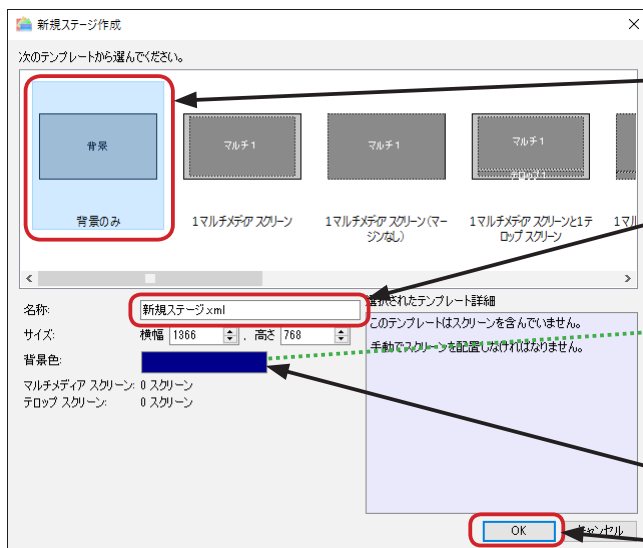 新規ステージ作成
次のテンプレートから選んでください。
背景
マルチ1
マルチ1
マルチ1
テロップ1
背景のみ
1マルチメディア スクリーン
1マルチメディア スクリーン(マー
ジンなし)
1マルチメディア スクリーンと1テ
ロップ スクリーン
1マル
名称:
新規ステージ.xml
サイズ:
横幅 1366 , 高さ 768
背景色:
マルチメディア スクリーン: 0 スクリーン
テロップ スクリーン: 0 スクリーン
選択されたテンプレート詳細
このテンプレートはスクリーンを含んでいません。
手動でスクリーンを配置しなければなりません。
OK
キャンセル